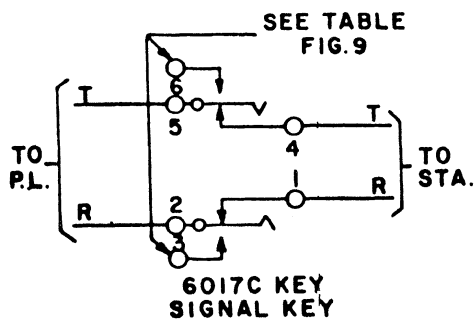 SEE TABLE
FIG.9
6
T
5
T
4
TO
P.L.
TO
STA.
1
R
2
R
3
6017C KEY
SIGNAL KEY